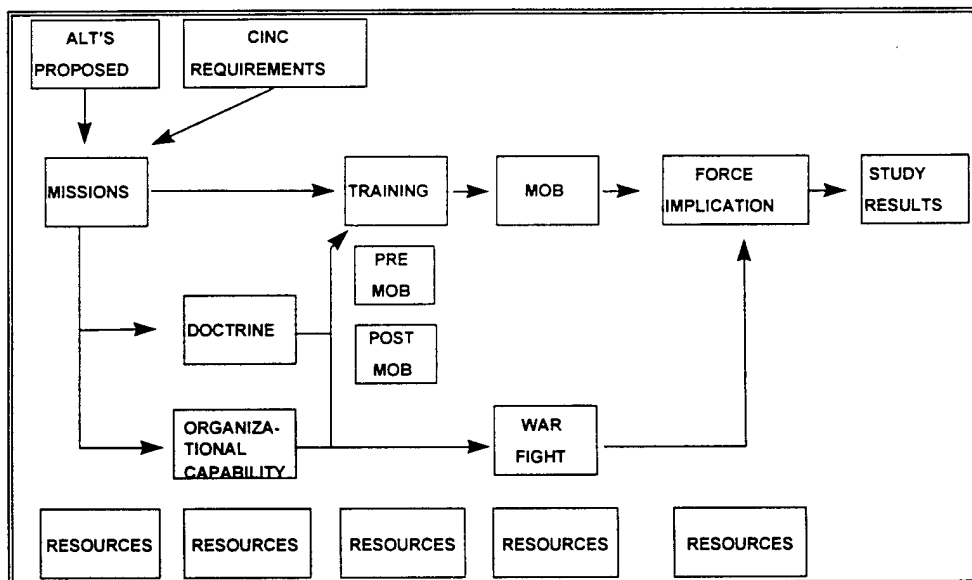 ALT'S
PROPOSED
CINC
REQUIREMENTS
MISSIONS
TRAINING
MOB
FORCE
IMPLICATION
STUDY
RESULTS
PRE
MOB
DOCTRINE
POST
MOB
ORGANIZA-
TIONAL
CAPABILITY
WAR
FIGHT
RESOURCES
RESOURCES
RESOURCES
RESOURCES
RESOURCES